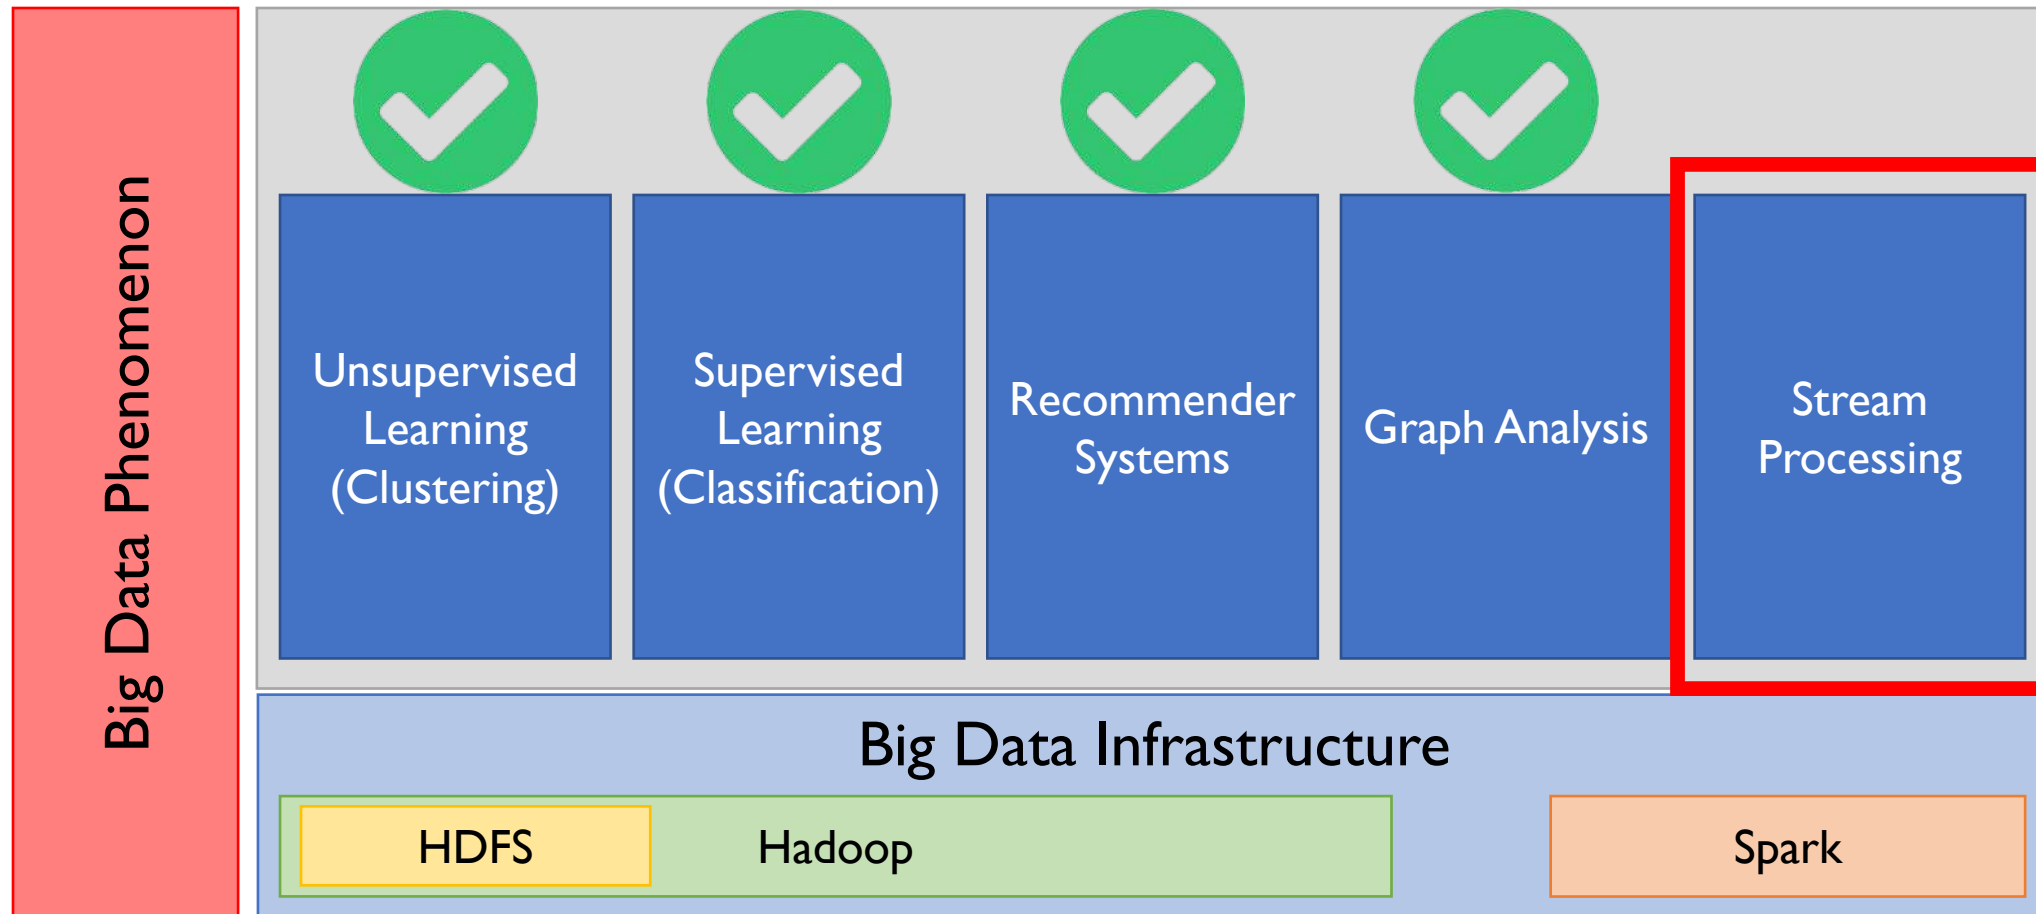 Big Data Phenomenon
Unsupervised
Learning
(Clustering)
Supervised
Learning
(Classification)
Recommender
Systems
Graph Analysis
Stream
Processing
Big Data Infrastructure
HDFS
Hadoop
Spark